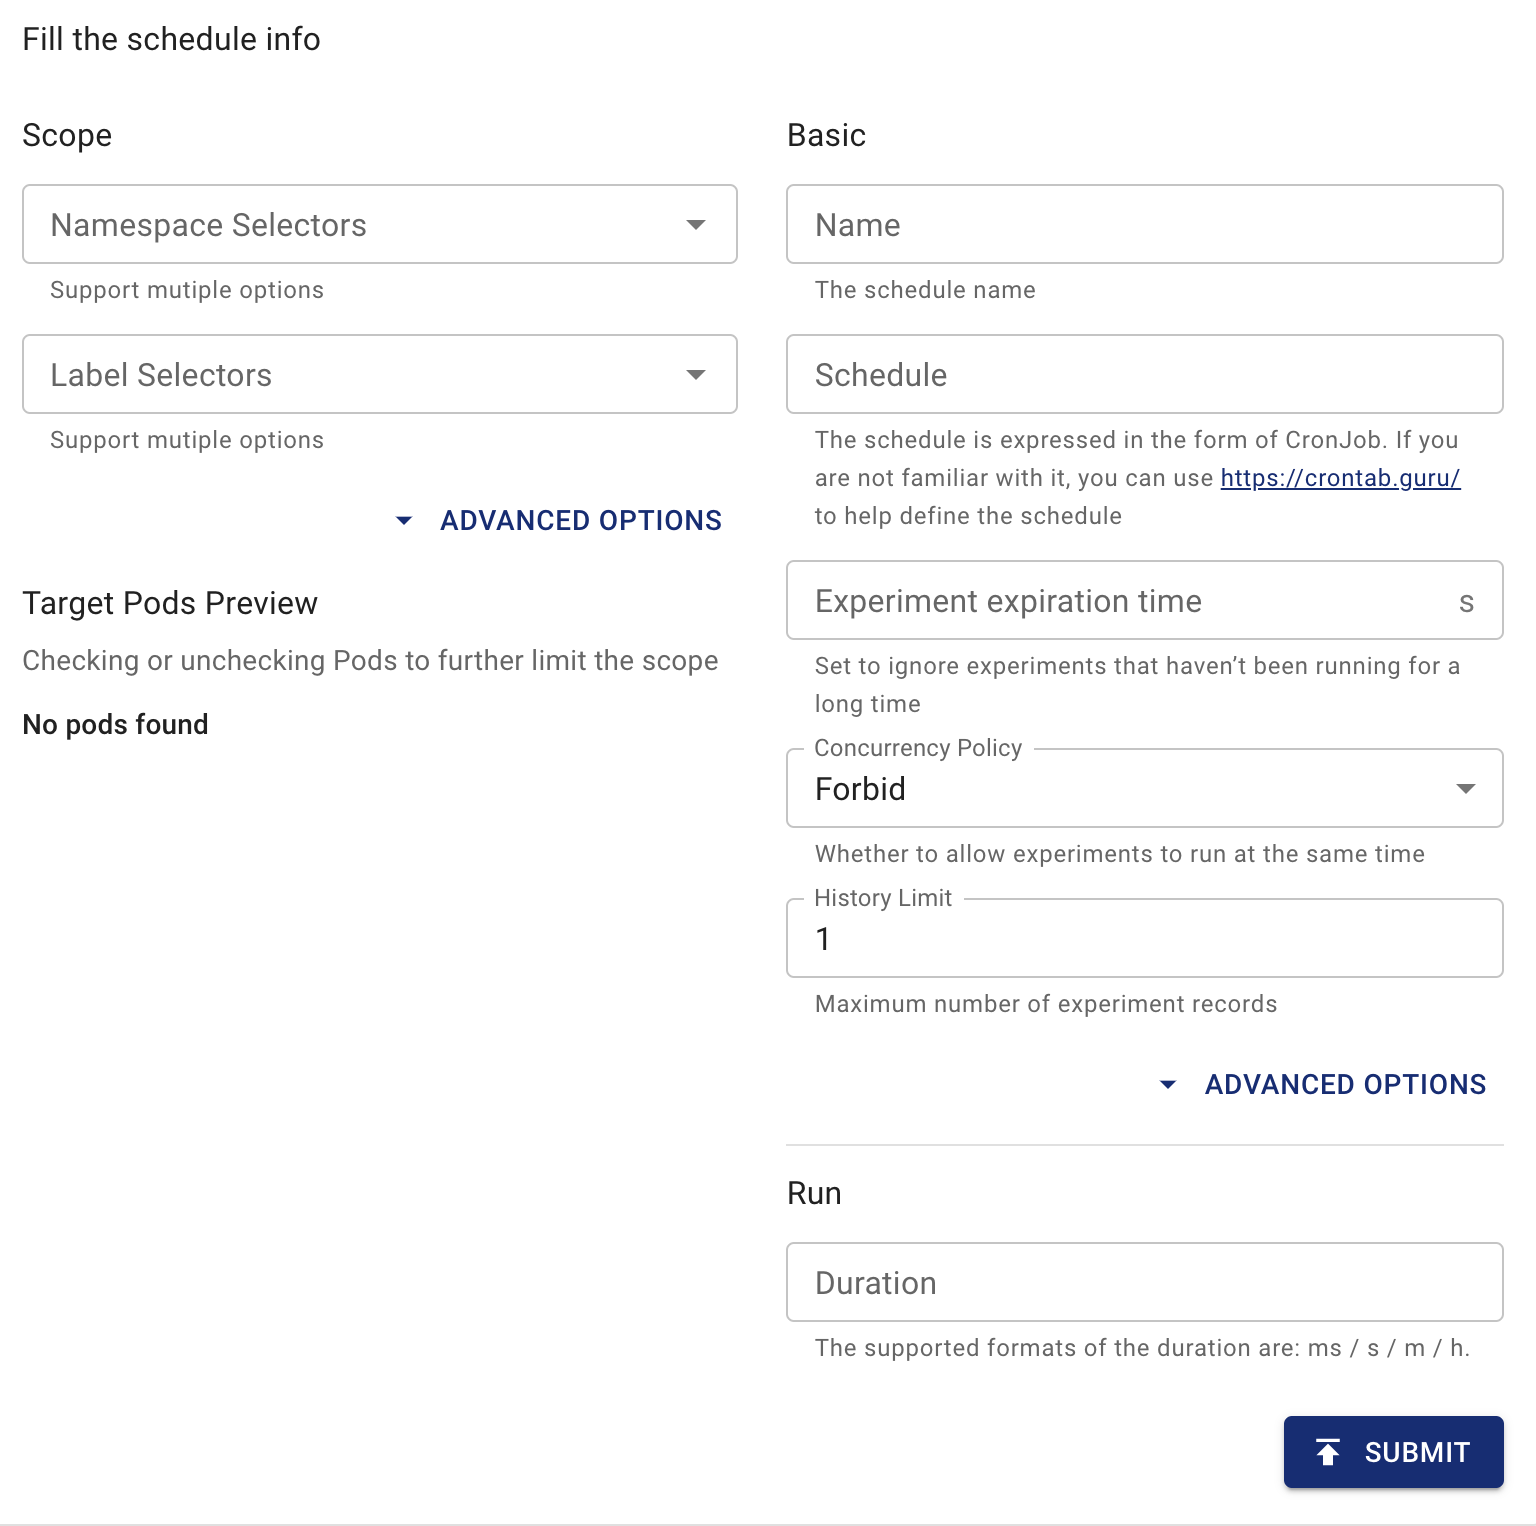 Fill the schedule info
Scope
Namespace Selectors
Support mutiple options
Label Selectors
Support mutiple options
ADVANCED OPTIONS
Target Pods Preview
Checking or unchecking Pods to further limit the scope
No pods found
Basic
Name
The schedule name
Schedule
The schedule is expressed in the form of CronJob. If you
are not familiar with it, you can use https://crontab.guru/
to help define the schedule
Experiment expiration time s
Set to ignore experiments that haven’t been running for a
long time
Concurrency Policy
Forbid
Whether to allow experiments to run at the same time
History Limit
1
Maximum number of experiment records
ADVANCED OPTIONS
Run
Duration
The supported formats of the duration are: ms / s / m / h.
SUBMIT